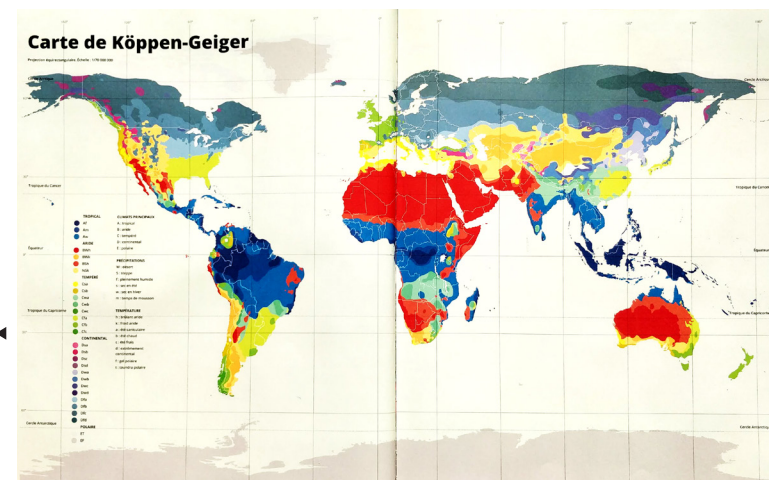 Carte de Köppen-Geiger
Cercle Arctique
Tropique du Cancer
Tropique du Cancer
Équateur
Équateur
Tropique du Capricorne
Tropique du Capricorne
Cercle Antarctique
Cercle Antarctique
TROPICAL
Af
Am
Aw
ARIDE
BWh
BWk
BSh
BSk
TEMPÉRÉ
Csa
Csb
Cwa
Cwb
Cwc
Cfa
Cfb
Cfc
CONTINENTAL
Dsa
Dsb
Dsc
Dsd
Dwa
Dwb
Dwc
Dwd
Dfa
Dfb
Dfc
Dfd
POLAIRE
ET
EF
CLIMATS PRINCIPAUX
A : tropical
B : aride
C : tempéré
D : continental
E : polaire
PRÉCIPITATIONS
W : désert
S : steppe
f : pleinement humide
s : sec en été
w : sec en hiver
m : temps de mousson
TEMPÉRATURE
h : brûlant aride
k : froid aride
a : été caniculaire
b : été chaud
c : été frais
d : extrêmement
continental